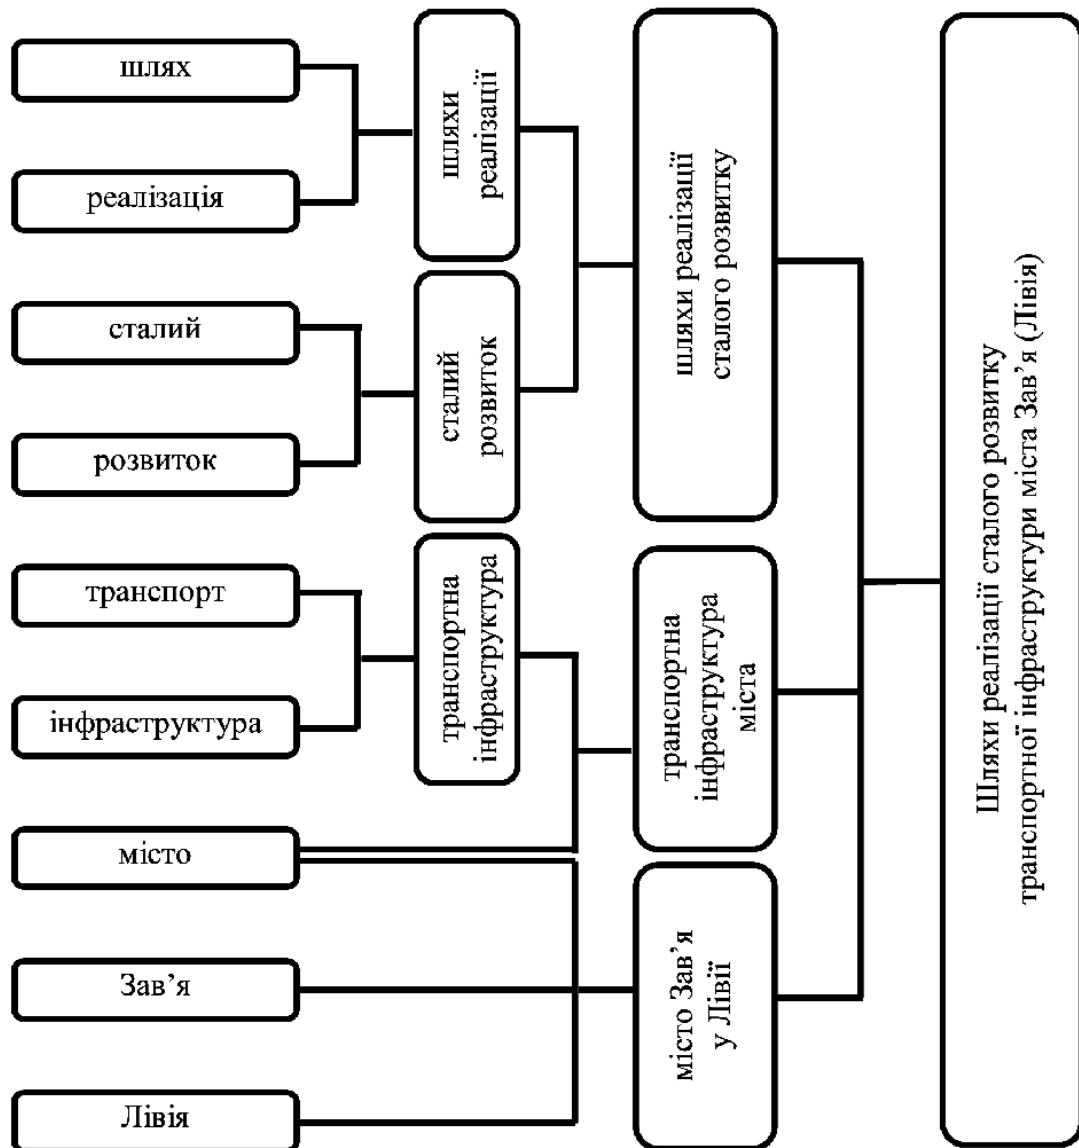 шлях
реалізація
сталий
розвиток
транспорт
інфраструктура
місто
Зав’я
Лівія
шляхи
реалізації
сталий
розвиток
транспортна
інфраструктура
шляхи реалізації
сталого розвитку
транспортна
інфраструктура
міста
місто Зав’я
у Лівії
Шляхи реалізації сталого розвитку
транспортної інфраструктури міста Зав’я (Лівія)